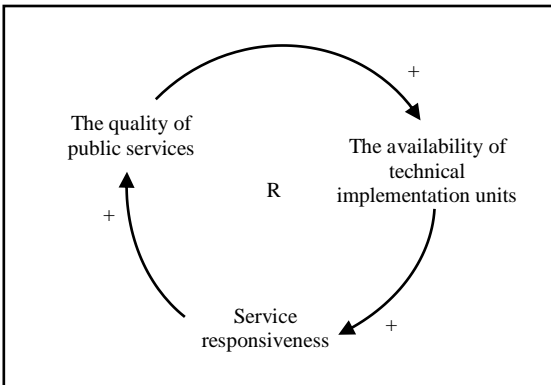 +
The quality of
public services
The availability of
technical
implementation units
R
+
Service
responsiveness
+